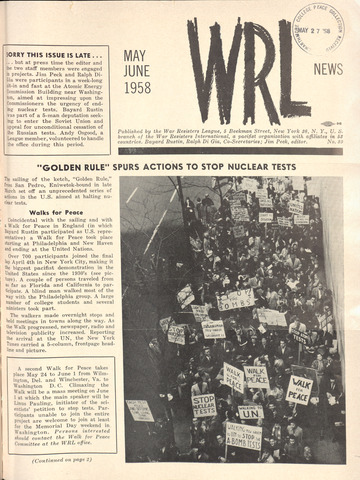 SORRY THIS ISSUE IS LATE . . .
. . . but at press time the editor and
two staff members were engaged
projects. Jim Peck and Ralph Di-
were participants in a week-long
in and fast at the Atomic Energy
Commission Building near Washing-
aimed at impressing upon the
Commissioners the urgency of end-
nuclear tests. Bayard Rustin
part of a 5-man deputation seek-
to enter the Soviet Union and
appeal for unconditional cessation of
Russian tests. Andy Osgood, a
League member, volunteered to handle
the office during this period.
MAY
JUNE
1958
WRL
NEWS
COLLEGE PEACE COLLECTION
MAY 27 '58
Published by the War Resisters League, 5 Beekman Street, New York 38, N. Y., U. S.
branch of the War Resisters International, a pacifist organization with affiliates in
countries. Bayard Rustin, Ralph Di Gia, Co-Secretaries; Jim Peck, editor. No.
"GOLDEN RULE" SPURS ACTIONS TO STOP NUCLEAR TESTS
The sailing of the ketch, "Golden Rule,"
from San Pedro, Eniwetok-bound in late
March set off an unprecedented series of
actions in the U.S. aimed at halting nu-
clear tests.
Walks for Peace
Coincidental with the sailing and with
a Walk for Peace in England (in which
Bayard Rustin participated as U.S. repre-
sentative) a Walk for Peace took place
starting at Philadelphia and New Haven
and ending at the United Nations.
Over 700 participants joined the final
day April 4th in New York City, making it
the biggest pacifist demonstration in the
United States since the 1930's (see pic-
ture). A couple of persons traveled from
as far as Florida and California to par-
ticipate. A blind man walked most of the
way with the Philadelphia group. A large
number of college students and several
ministers took part.
The walkers made overnight stops and
held meetings in towns along the way. As
the Walk progressed, newspaper, radio and
television publicity increased. Reporting
the arrival at the UN, the New York
Times carried a 5-column, frontpage head-
line and picture.
A second Walk for Peace takes
place May 24 to June 1 from Wilm-
ington, Del. and Winchester, Va. to
Washington D. C. Climaxing the
Walk will be a mass meeting on June
1 at which the main speaker will be
Linus Pauling, initiator of the sci-
entists' petition to stop tests. Par-
ticipants unable to join the entire
project are welcome to join at least
for the Memorial Day weekend in
Washington. Persons interested
should contact the Walk for Peace
Committee at the WRL office.
(Continued on page 2)
BOMBS
WALK
FOR
PEACE
WALK
FOR
PEACE
WALK
FOR
PEACE
STOP
NUCLEAR
TESTS
U.N.
WALKING
TO STOP
A BOMB TESTS